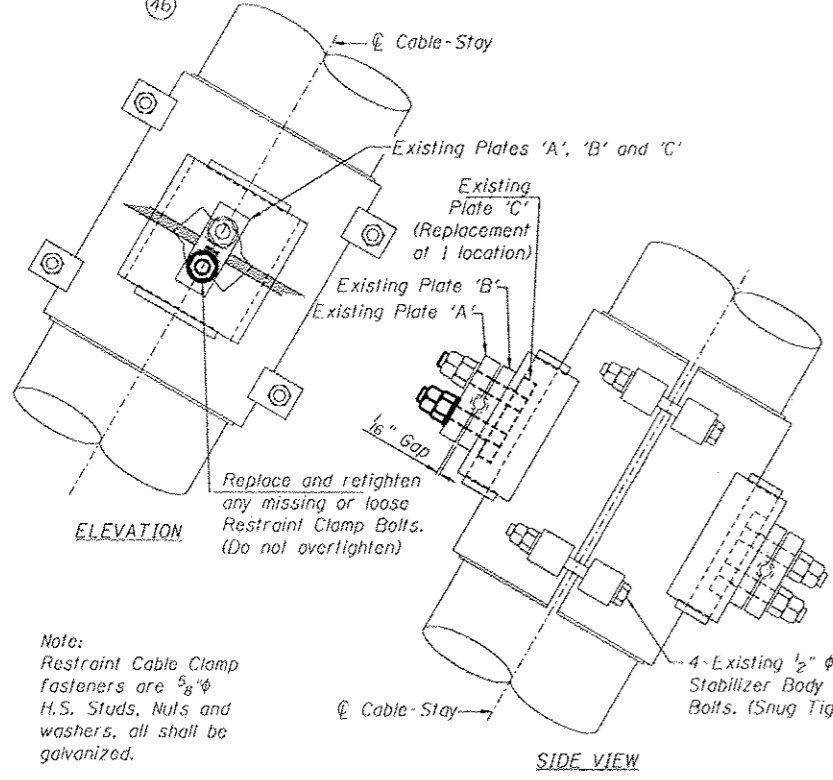 46
℄ Cable-Stay
Existing Plates 'A', 'B' and 'C'
Existing
Plate 'C'
(Replacement
at 1 location)
Existing Plate 'B'
Existing Plate 'A'
1/16" Gap
Replace and retighten
any missing or loose
Restraint Clamp Bolts.
(Do not overtighten)
ELEVATION
Note:
Restraint Cable Clamp
fasteners are 5/8"φ
H.S. Studs, Nuts and
washers, all shall be
galvanized.
4-Existing 1/2" φ
Stabilizer Body
Bolts. (Snug Tig
℄ Cable-Stay
SIDE VIEW